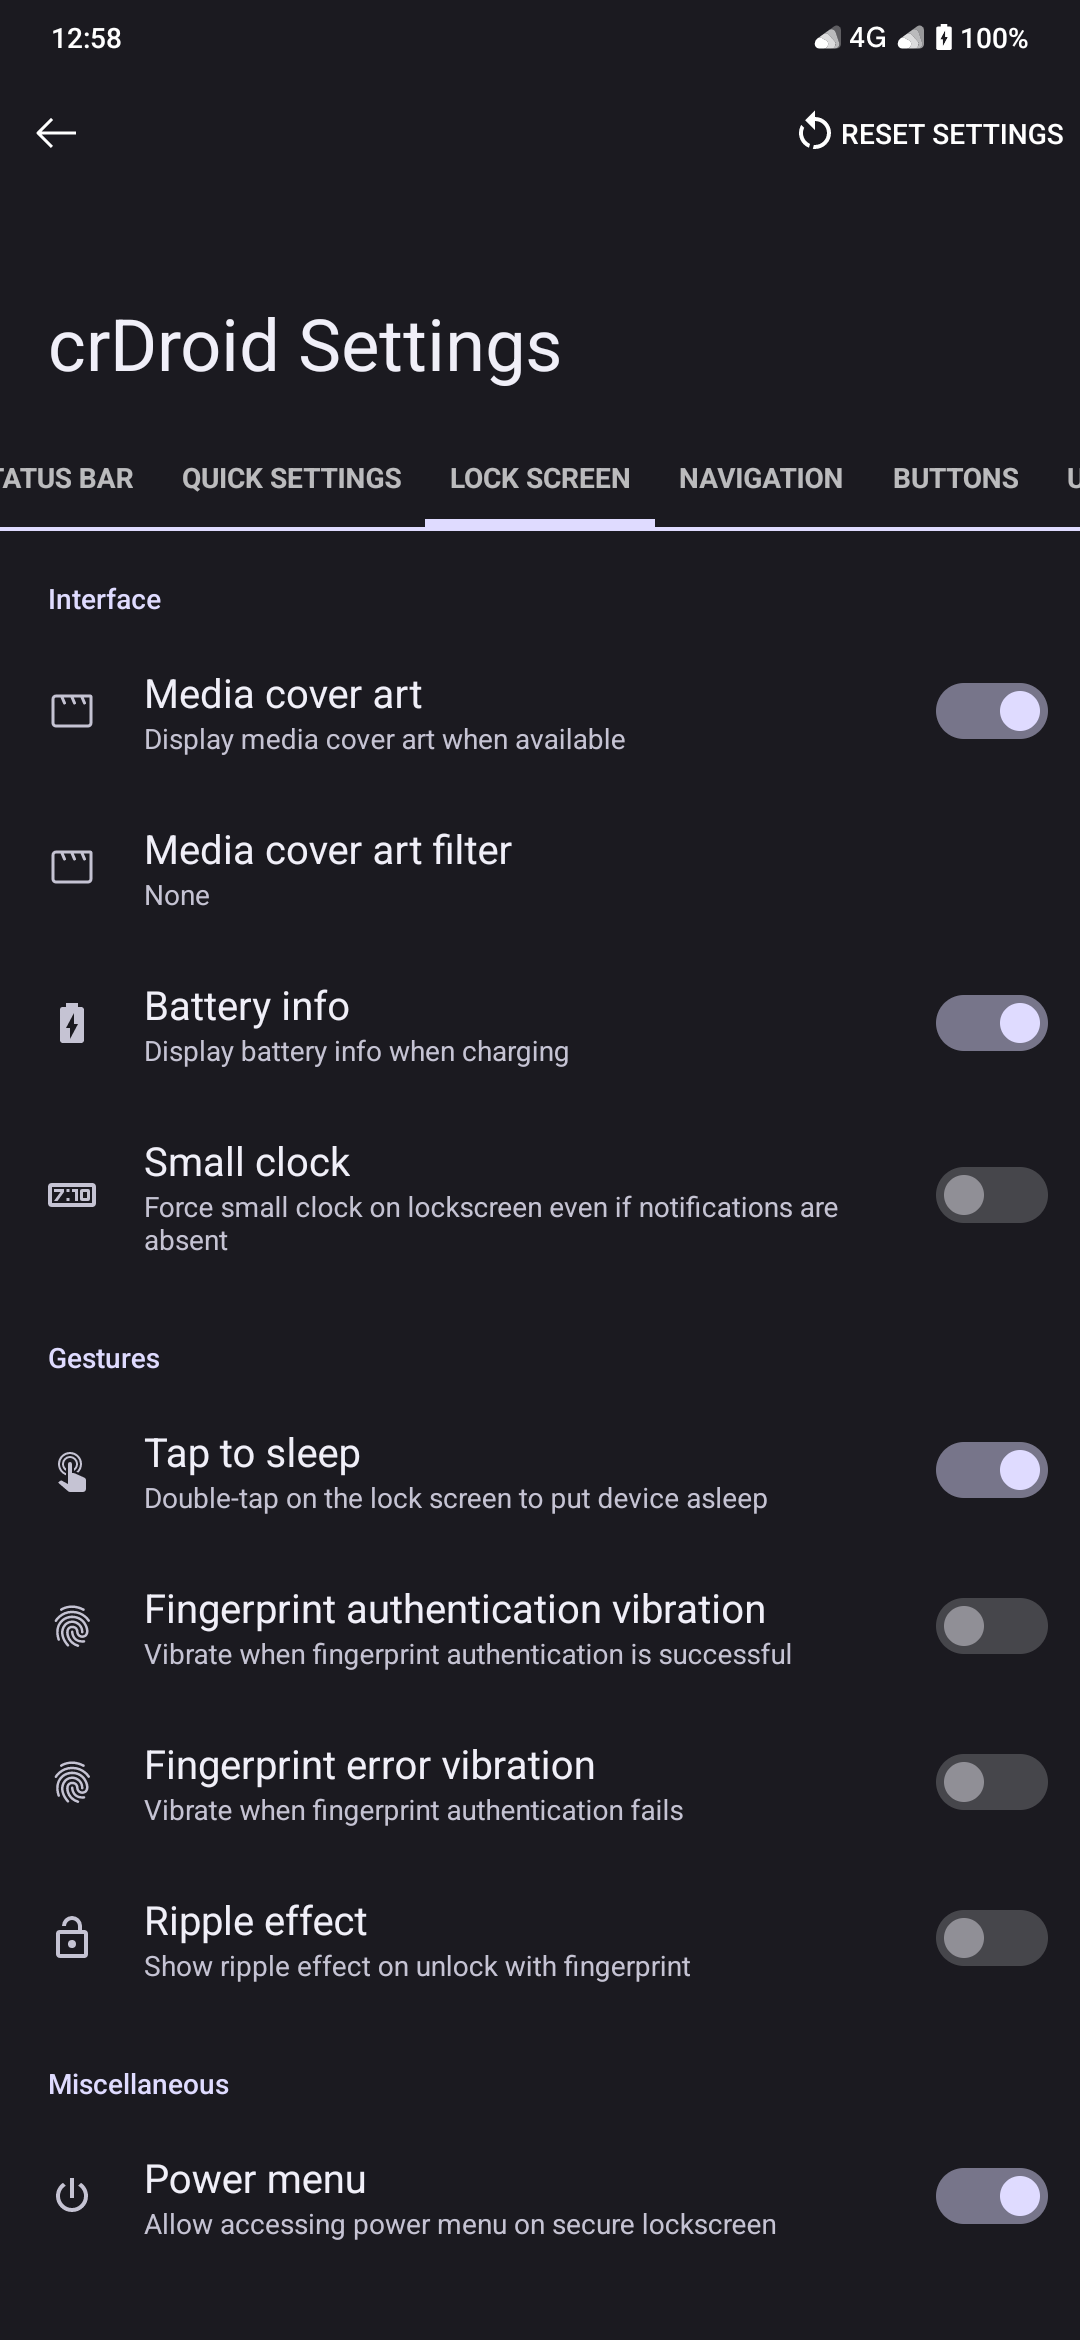 12:58
4G 100%
RESET SETTINGS
crDroid Settings
TATUS BAR QUICK SETTINGS LOCK SCREEN NAVIGATION BUTTONS U
Interface
Media cover art
Display media cover art when available
Media cover art filter
None
Battery info
Display battery info when charging
7:10
Small clock
Force small clock on lockscreen even if notifications are
absent
Gestures
Tap to sleep
Double-tap on the lock screen to put device asleep
Fingerprint authentication vibration
Vibrate when fingerprint authentication is successful
Fingerprint error vibration
Vibrate when fingerprint authentication fails
Ripple effect
Show ripple effect on unlock with fingerprint
Miscellaneous
Power menu
Allow accessing power menu on secure lockscreen